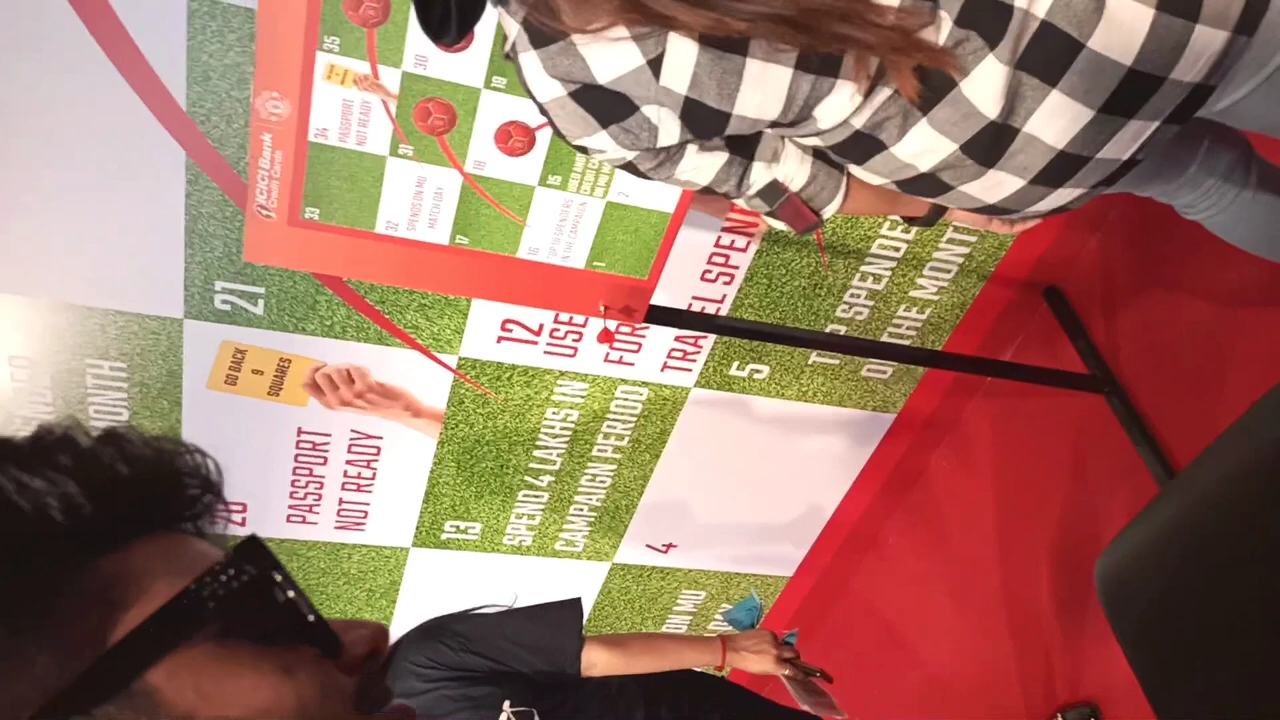 ICICI Bank
Credit Cards
35
30
19
34
PASSPORT
NOT READY
31
18
15
33
32
SPENDS ON MU
MATCH DAY
17
16
TOP 10 SPENDERS
IN THE CAMPAIGN
1
2
21
12
USE
FOR
TRAVEL SPEN
MONTH
20
GO BACK
9
SQUARES
PASSPORT
NOT READY
13
SPEND 4 LAKHS IN
CAMPAIGN PERIOD
4
5
TOP SPENDE
OF THE MONT
ON MU